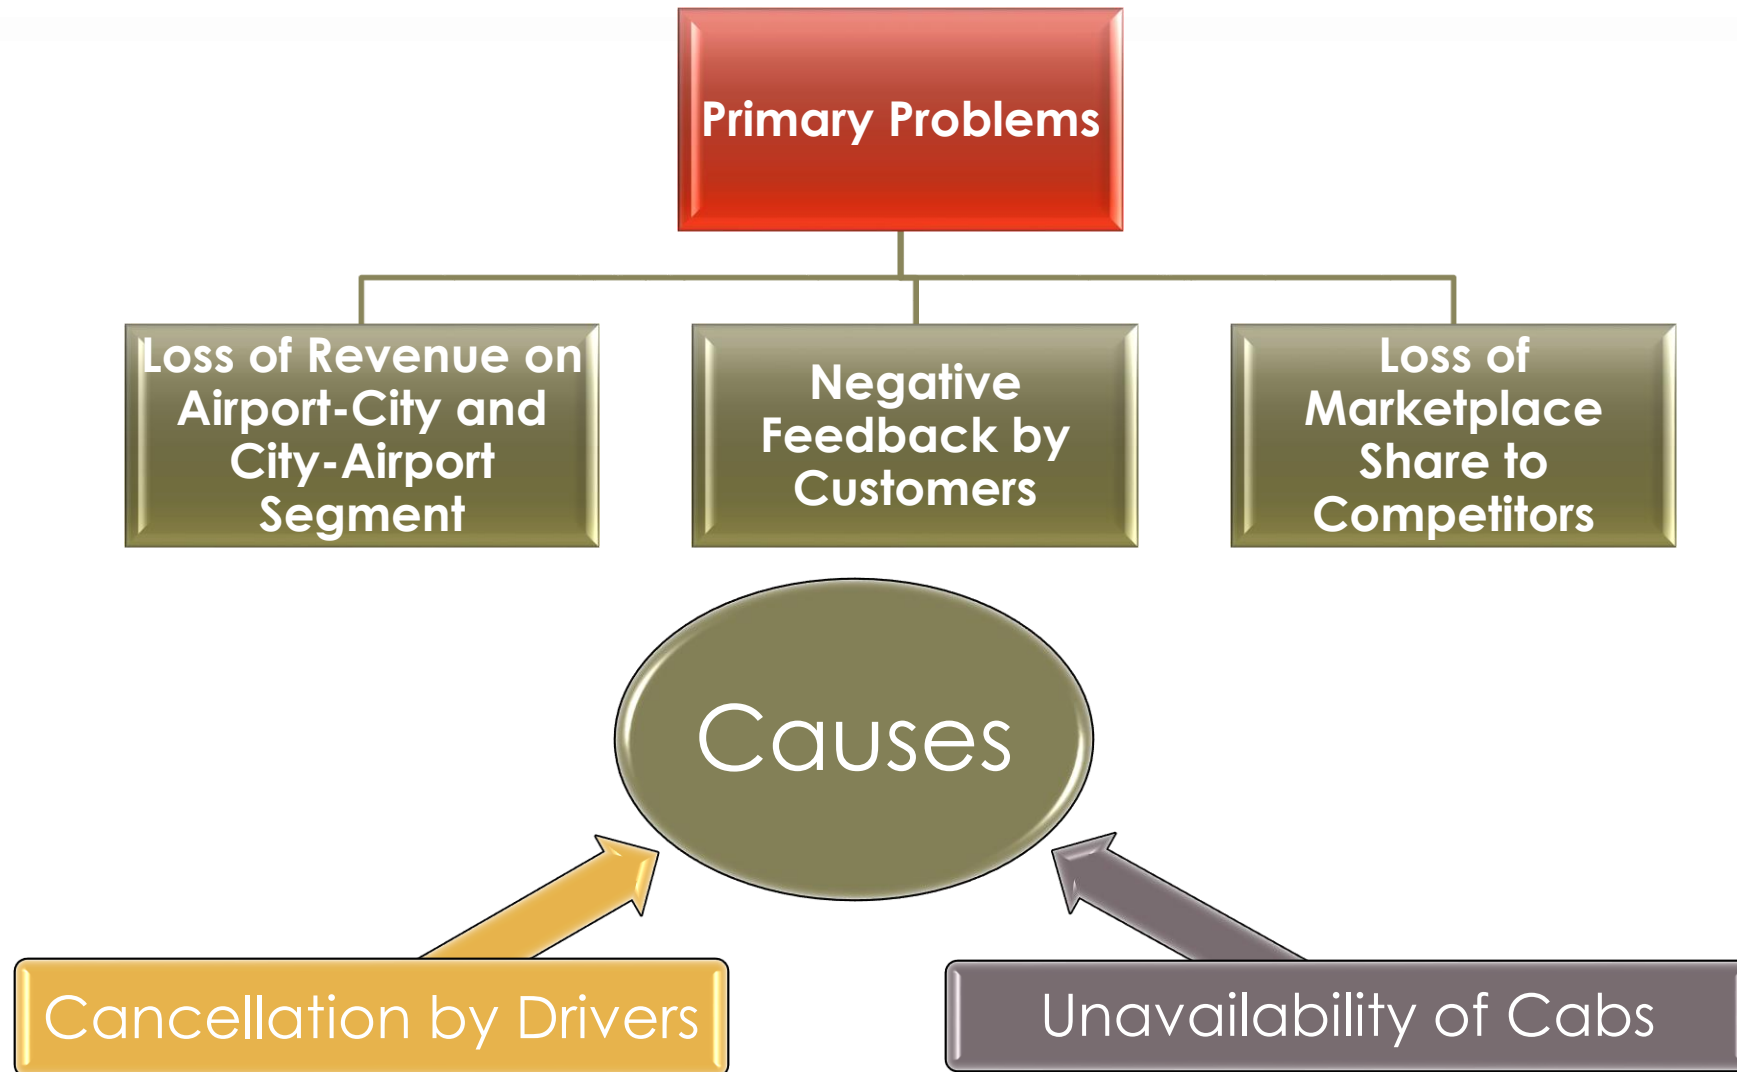 Primary Problems
Loss of Revenue on
Airport-City and
City-Airport
Segment
Negative
Feedback by
Customers
Loss of
Marketplace
Share to
Competitors
Causes
Cancellation by Drivers
Unavailability of Cabs